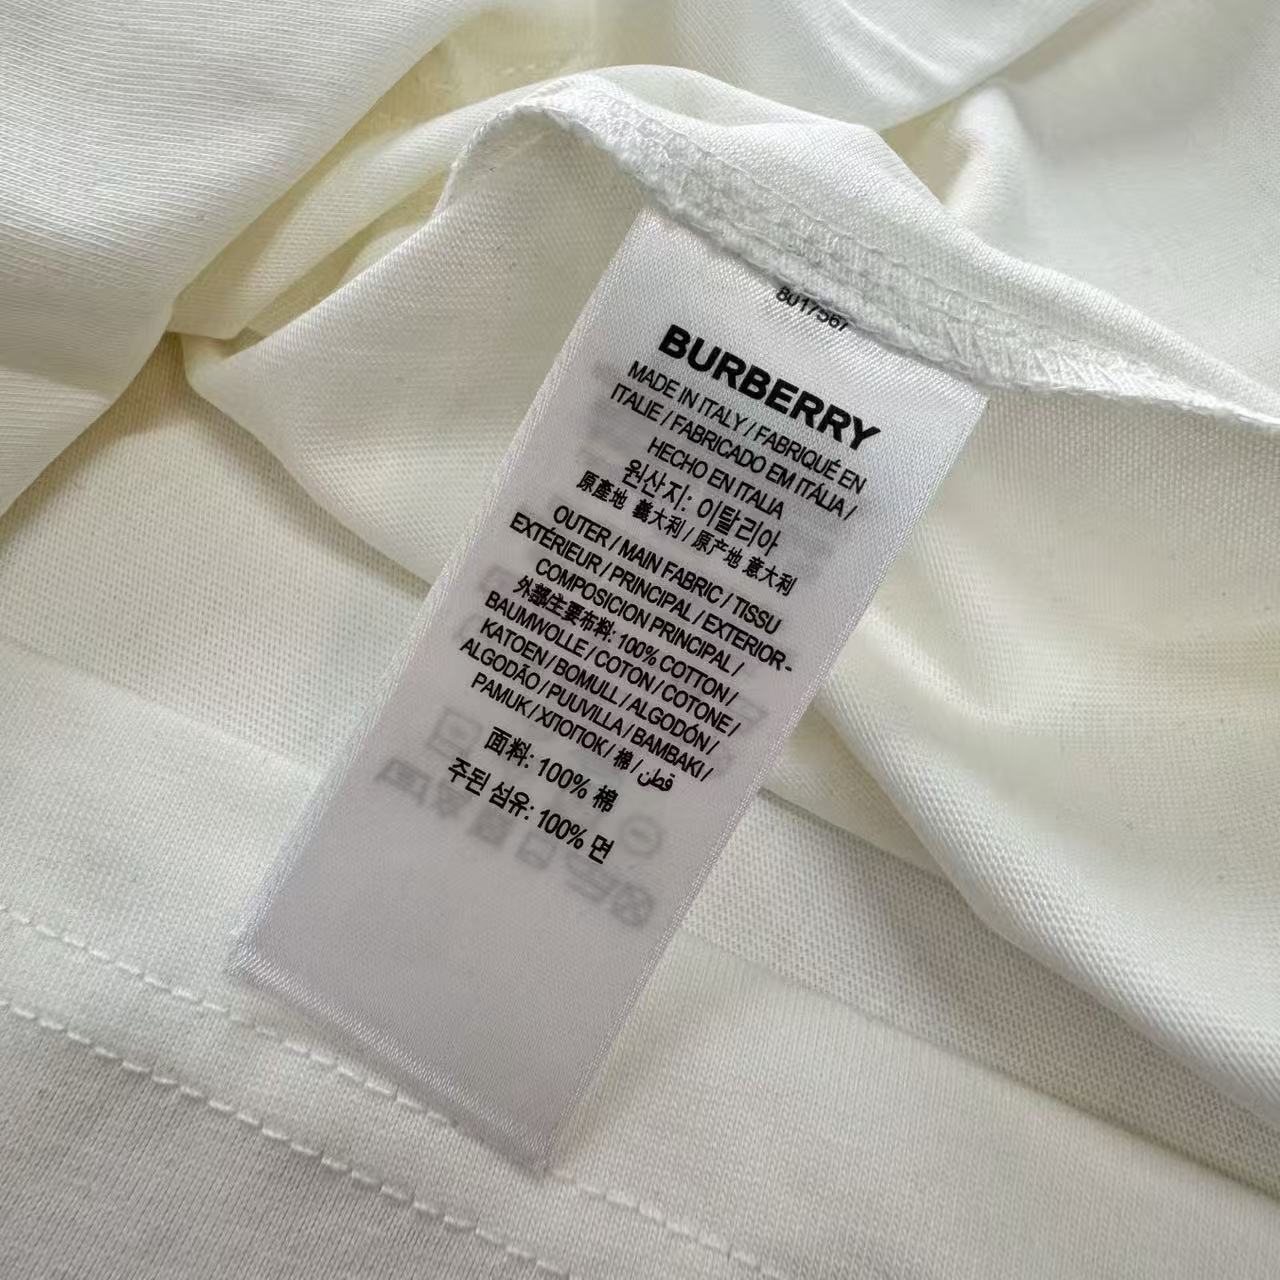 8017567
BURBERRY
MADE IN ITALY / FABRIQUÉ EN
ITALIE / FABRICADO EM ITÁLIA /
HECHO EN ITALIA
원산지: 이탈리아
原產地 義大利 / 原产地 意大利
OUTER / MAIN FABRIC / TISSU
EXTÉRIEUR / PRINCIPAL / EXTERIOR -
COMPOSICION PRINCIPAL /
外部主要布料: 100% COTTON /
BAUMWOLLE / COTON / COTONE /
KATOEN / BOMULL / ALGODÓN /
ALGODÃO / PUUVILLA / BAMBAKI /
PAMUK / ХЛОПОК / 棉 / قطن
面料: 100% 棉
주된 섬유: 100% 면